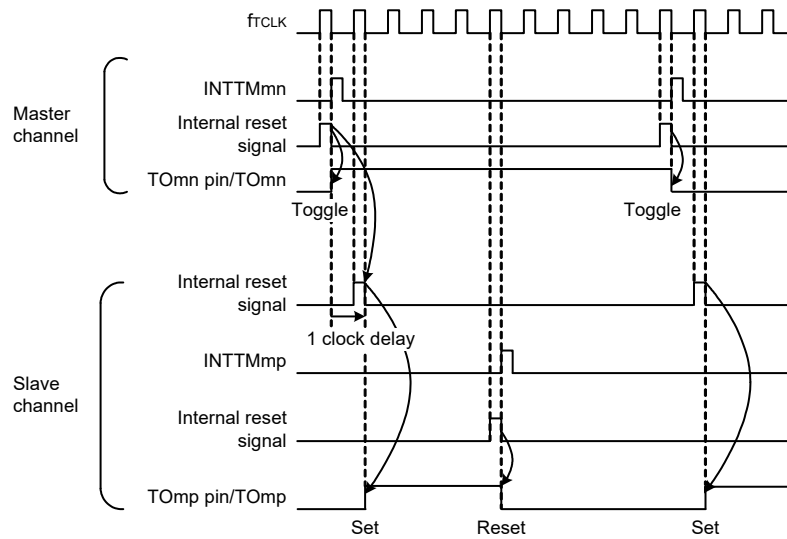 fTCLK
INTTMmn
Master
channel
Internal reset
signal
TOmn pin/TOmn
Toggle
Toggle
Internal reset
signal
1 clock delay
INTTMmp
Slave
channel
Internal reset
signal
TOmp pin/TOmp
Set
Reset
Set